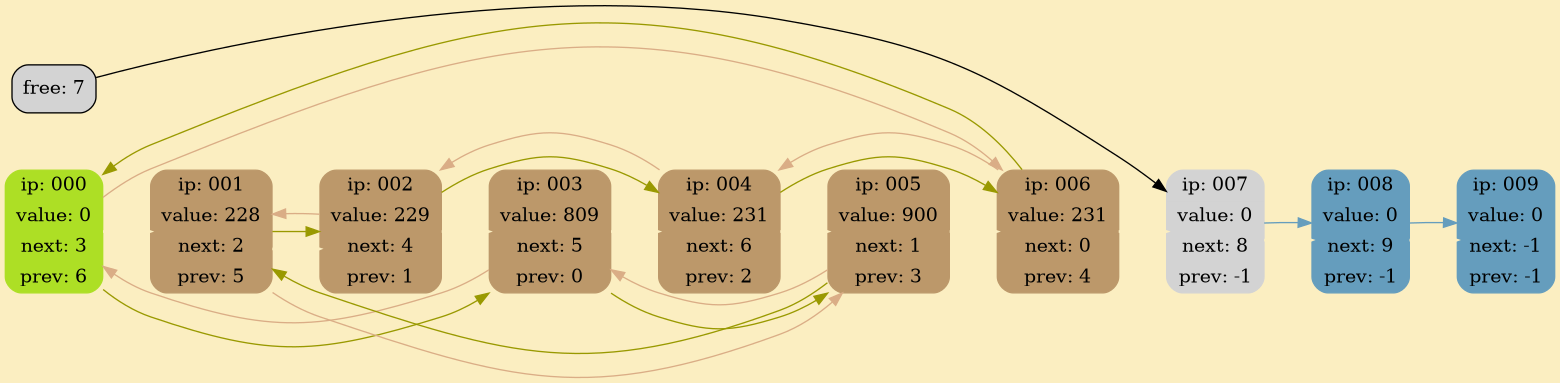 free: 7
ip: 000
value: 0
next: 3
prev: 6
ip: 001
value: 228
next: 2
prev: 5
ip: 002
value: 229
next: 4
prev: 1
ip: 003
value: 809
next: 5
prev: 0
ip: 004
value: 231
next: 6
prev: 2
ip: 005
value: 900
next: 1
prev: 3
ip: 006
value: 231
next: 0
prev: 4
ip: 007
value: 0
next: 8
prev: -1
ip: 008
value: 0
next: 9
prev: -1
ip: 009
value: 0
next: -1
prev: -1